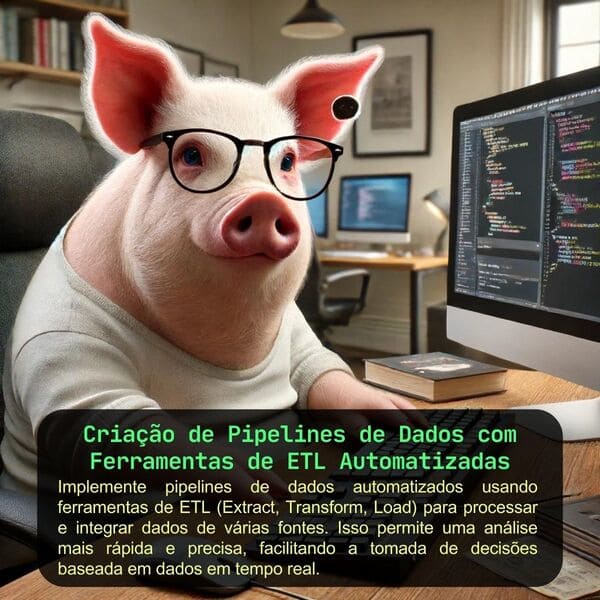 Criação de Pipelines de Dados com
Ferramentas de ETL Automatizadas
Implemente pipelines de dados automatizados usando
ferramentas de ETL (Extract, Transform, Load) para processar
e integrar dados de várias fontes. Isso permite uma análise
mais rápida e precisa, facilitando a tomada de decisões
baseada em dados em tempo real.